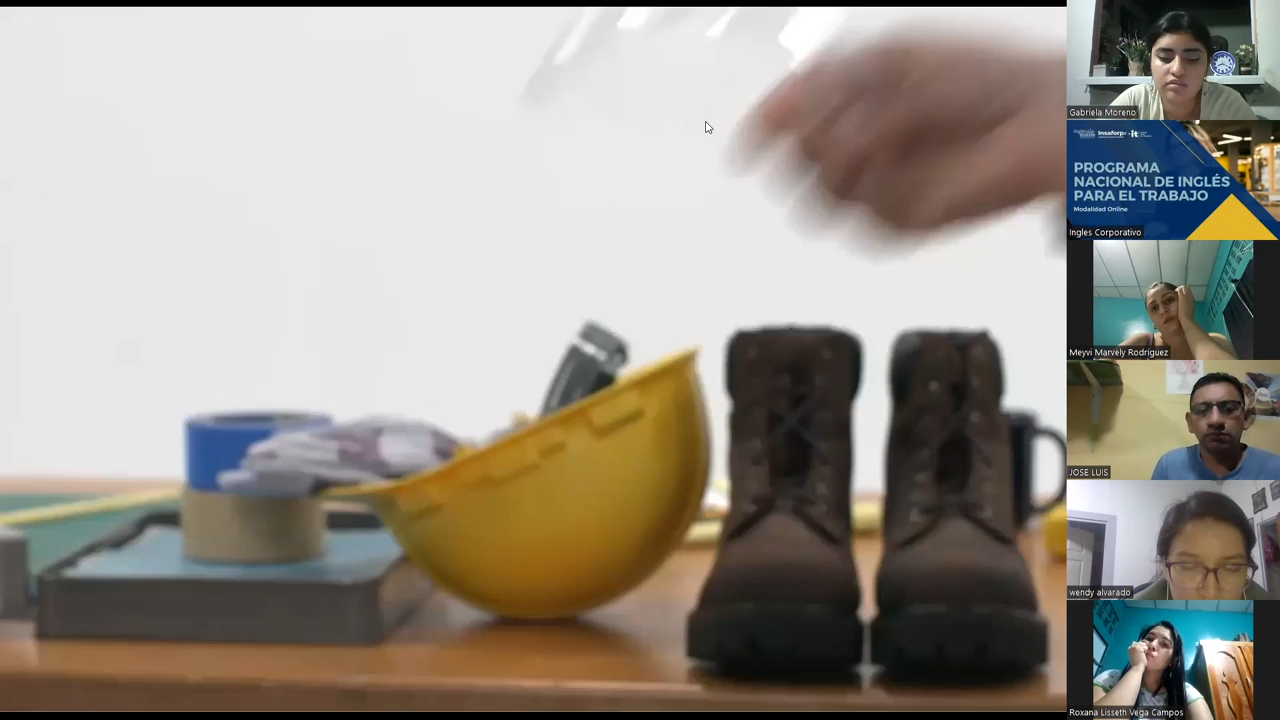 Gabriela Moreno
Insaforp
PROGRAMA
NACIONAL DE INGLÉS
PARA EL TRABAJO
Modalidad Online
Ingles Corporativo
Meyvi Marvely Rodriguez
JOSE LUIS
wendy alvarado
Roxana Lisseth Vega Campos